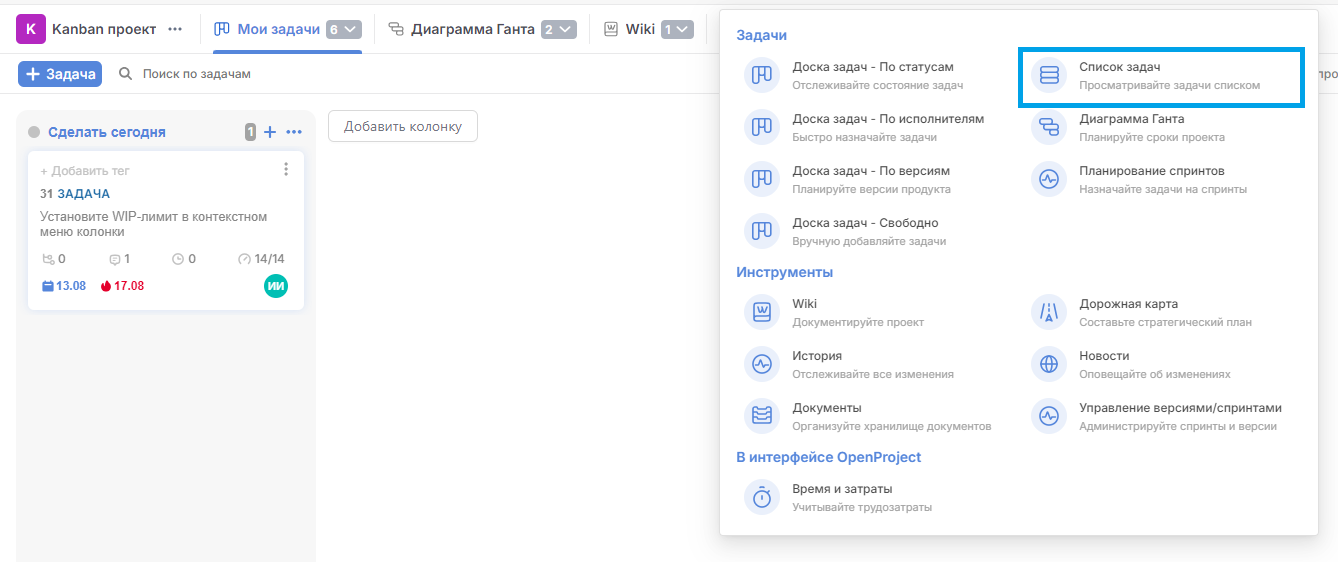 K Kanban проект ··· Мои задачи 6 Диаграмма Ганта 2 Wiki 1
+ Задача Поиск по задачам
Сделать сегодня 1 + ···
Добавить колонку
+ Добавить тег
31 ЗАДАЧА
Установите WIP-лимит в контекстном
меню колонки
0 1 0 14/14
13.08 17.08 ИИ
Задачи
Доска задач - По статусам
Отслеживайте состояние задач
Список задач
Просматривайте задачи списком
Доска задач - По исполнителям
Быстро назначайте задачи
Диаграмма Ганта
Планируйте сроки проекта
Доска задач - По версиям
Планируйте версии продукта
Планирование спринтов
Назначайте задачи на спринты
Доска задач - Свободно
Вручную добавляйте задачи
Инструменты
Wiki
Документируйте проект
Дорожная карта
Составьте стратегический план
История
Отслеживайте все изменения
Новости
Оповещайте об изменениях
Документы
Организуйте хранилище документов
Управление версиями/спринтами
Администрируйте спринты и версии
В интерфейсе OpenProject
Время и затраты
Учитывайте трудозатраты